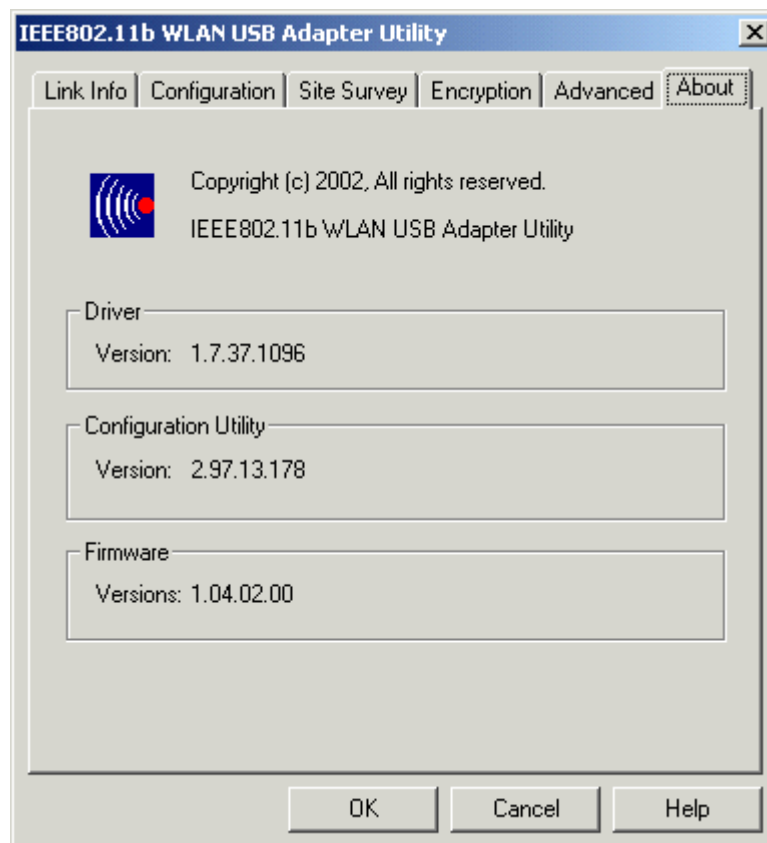 IEEE802.11b WLAN USB Adapter Utility
Link Info Configuration Site Survey Encryption Advanced About
Copyright (c) 2002, All rights reserved.
IEEE802.11b WLAN USB Adapter Utility
Driver
Version: 1.7.37.1096
Configuration Utility
Version: 2.97.13.178
Firmware
Versions: 1.04.02.00
OK Cancel Help